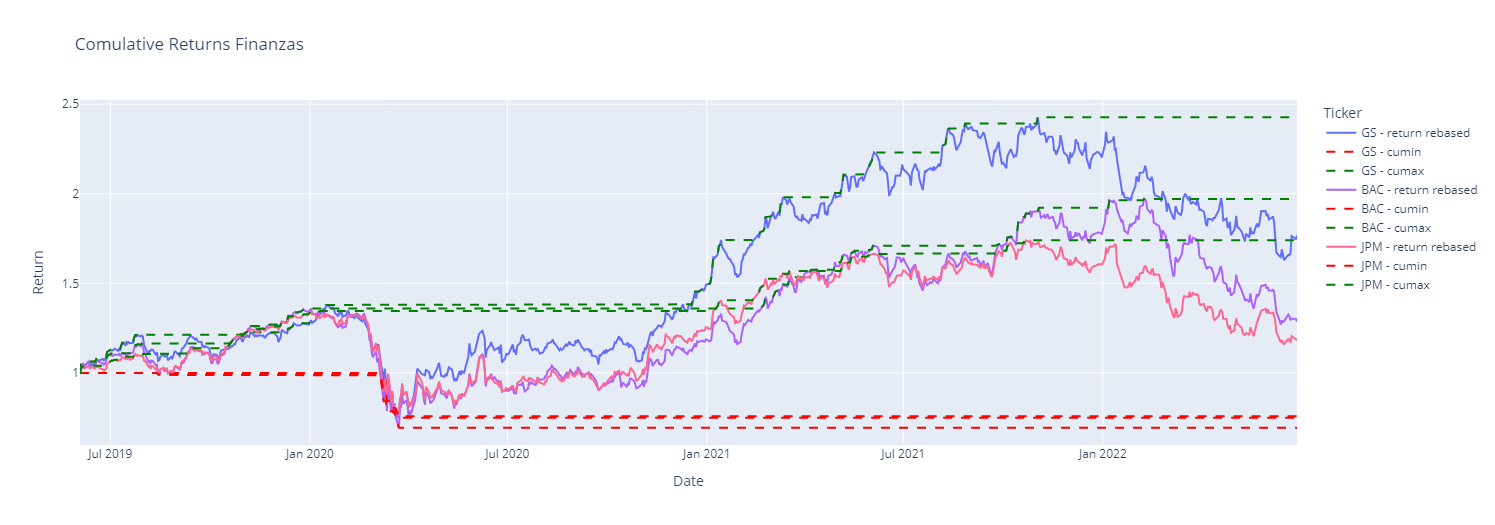 Comulative Returns Finanzas
Return
2.5
2
1.5
1
Jul 2019
Jan 2020
Jul 2020
Jan 2021
Jul 2021
Jan 2022
Date
Ticker
GS - return rebased
GS - cumin
GS - cumax
BAC - return rebased
BAC - cumin
BAC - cumax
JPM - return rebased
JPM - cumin
JPM - cumax